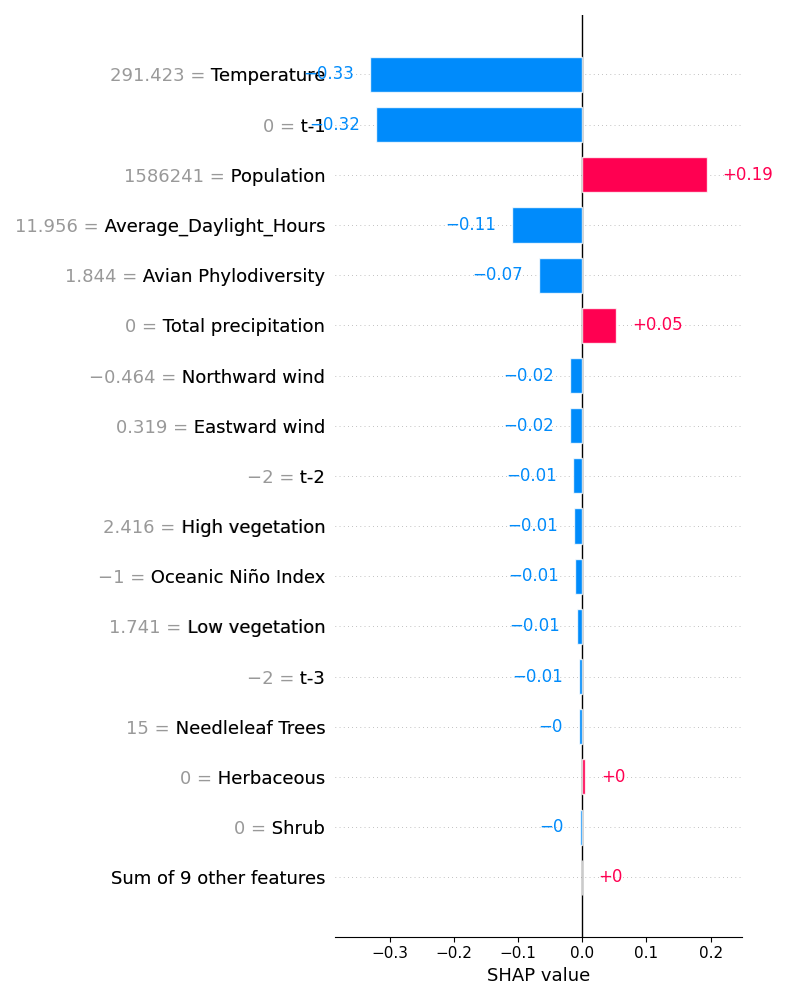 291.423 = Temperature −0.33
0 = t-1 −0.32
1586241 = Population +0.19
11.956 = Average_Daylight_Hours −0.11
1.844 = Avian Phylodiversity −0.07
0 = Total precipitation +0.05
−0.464 = Northward wind −0.02
0.319 = Eastward wind −0.02
−2 = t-2 −0.01
2.416 = High vegetation −0.01
−1 = Oceanic Niño Index −0.01
1.741 = Low vegetation −0.01
−2 = t-3 −0.01
15 = Needleleaf Trees −0
0 = Herbaceous +0
0 = Shrub −0
Sum of 9 other features +0
−0.3 −0.2 −0.1 0.0 0.1 0.2
SHAP value